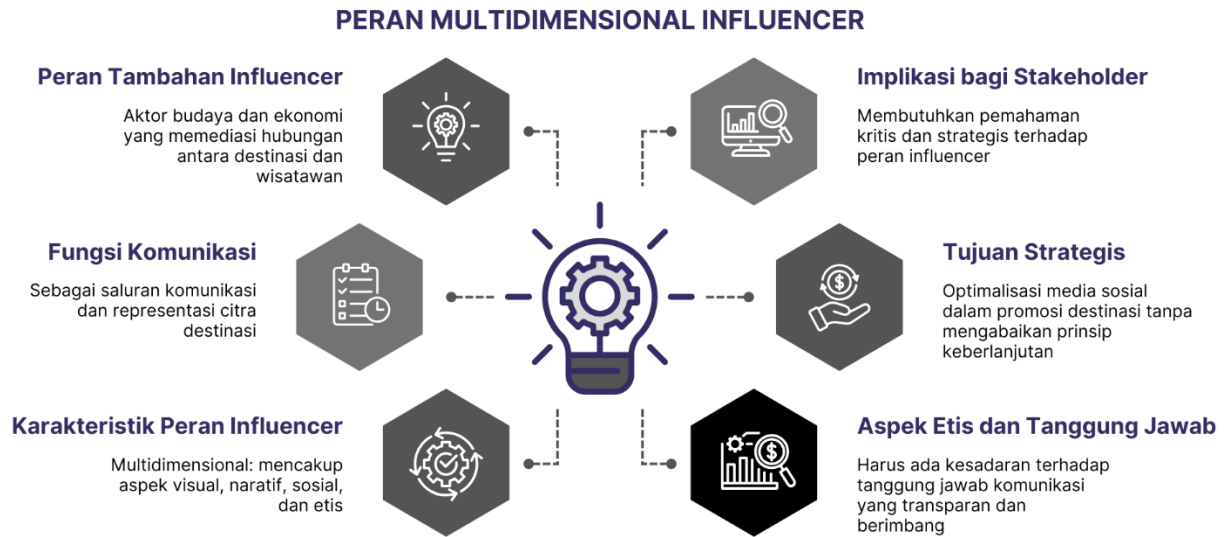 PERAN MULTIDIMENSIONAL INFLUENCER
Peran Tambahan Influencer
Aktor budaya dan ekonomi
yang memediasi hubungan
antara destinasi dan
wisatawan
Fungsi Komunikasi
Sebagai saluran komunikasi
dan representasi citra
destinasi
Karakteristik Peran Influencer
Multidimensional: mencakup
aspek visual, naratif, sosial,
dan etis
Implikasi bagi Stakeholder
Membutuhkan pemahaman
kritis dan strategis terhadap
peran influencer
Tujuan Strategis
Optimalisasi media sosial
dalam promosi destinasi tanpa
mengabaikan prinsip
keberlanjutan
Aspek Etis dan Tanggung Jawab
Harus ada kesadaran terhadap
tanggung jawab komunikasi
yang transparan dan
berimbang